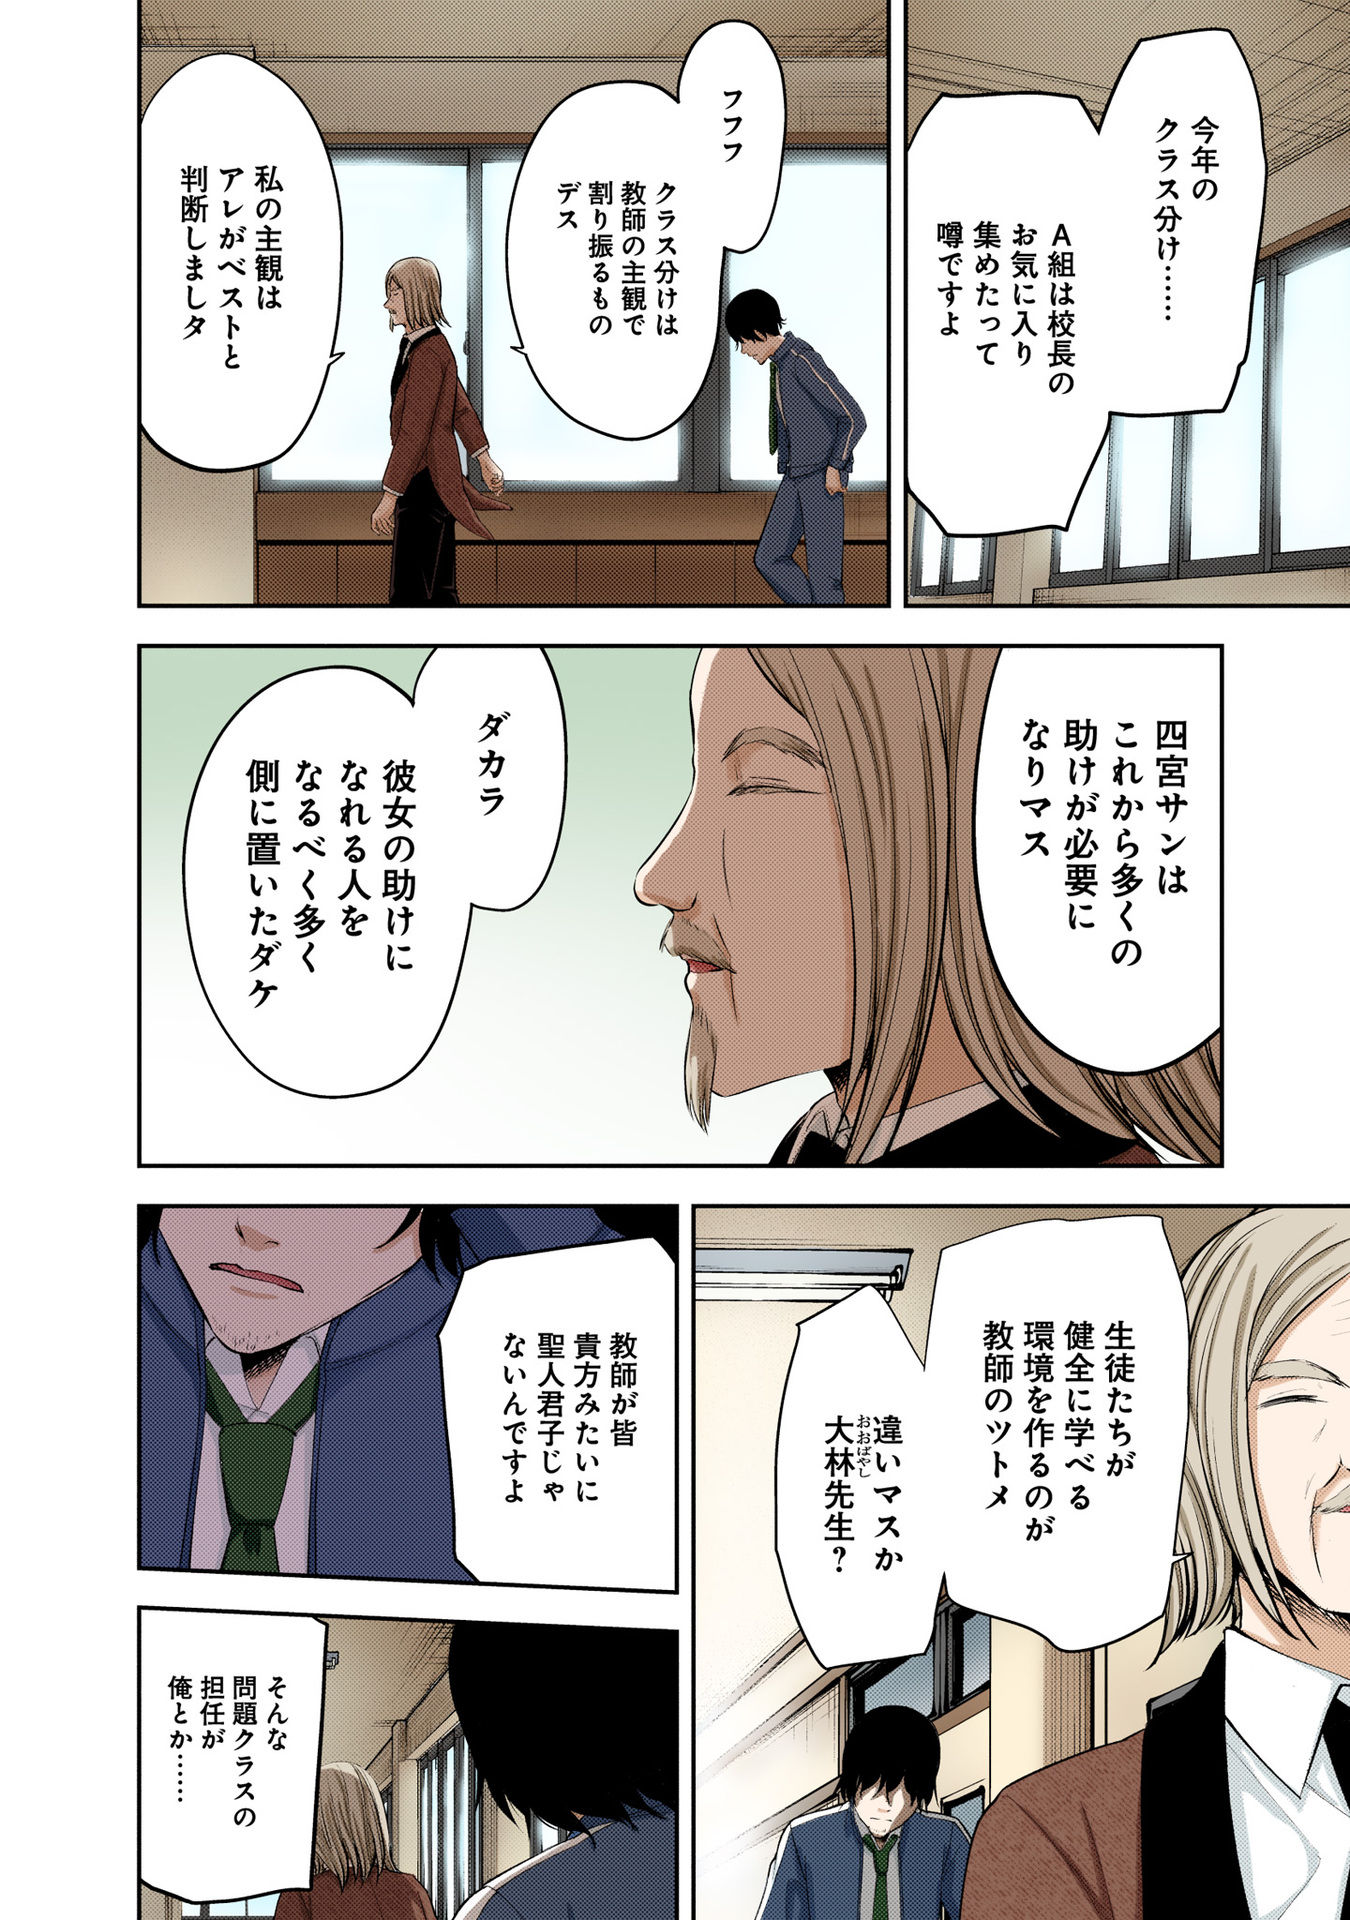 今年の
クラス分け……
A組は校長の
お気に入り
集めたって
噂ですよ
フフフ
クラス分けは
教師の主観で
割り振るもの
デス
私の主観は
アレがベストと
判断しましタ
四宮サンは
これから多くの
助けが必要に
なりマス
ダカラ
彼女の助けに
なれる人を
なるべく多く
側に置いたダケ
生徒たちが
健全に学べる
環境を作るのが
教師のツトメ
違いマスか
大林先生?
おおばやし
教師が皆
貴方みたいに
聖人君子じゃ
ないんですよ
そんな
問題クラスの
担任が
俺とか……